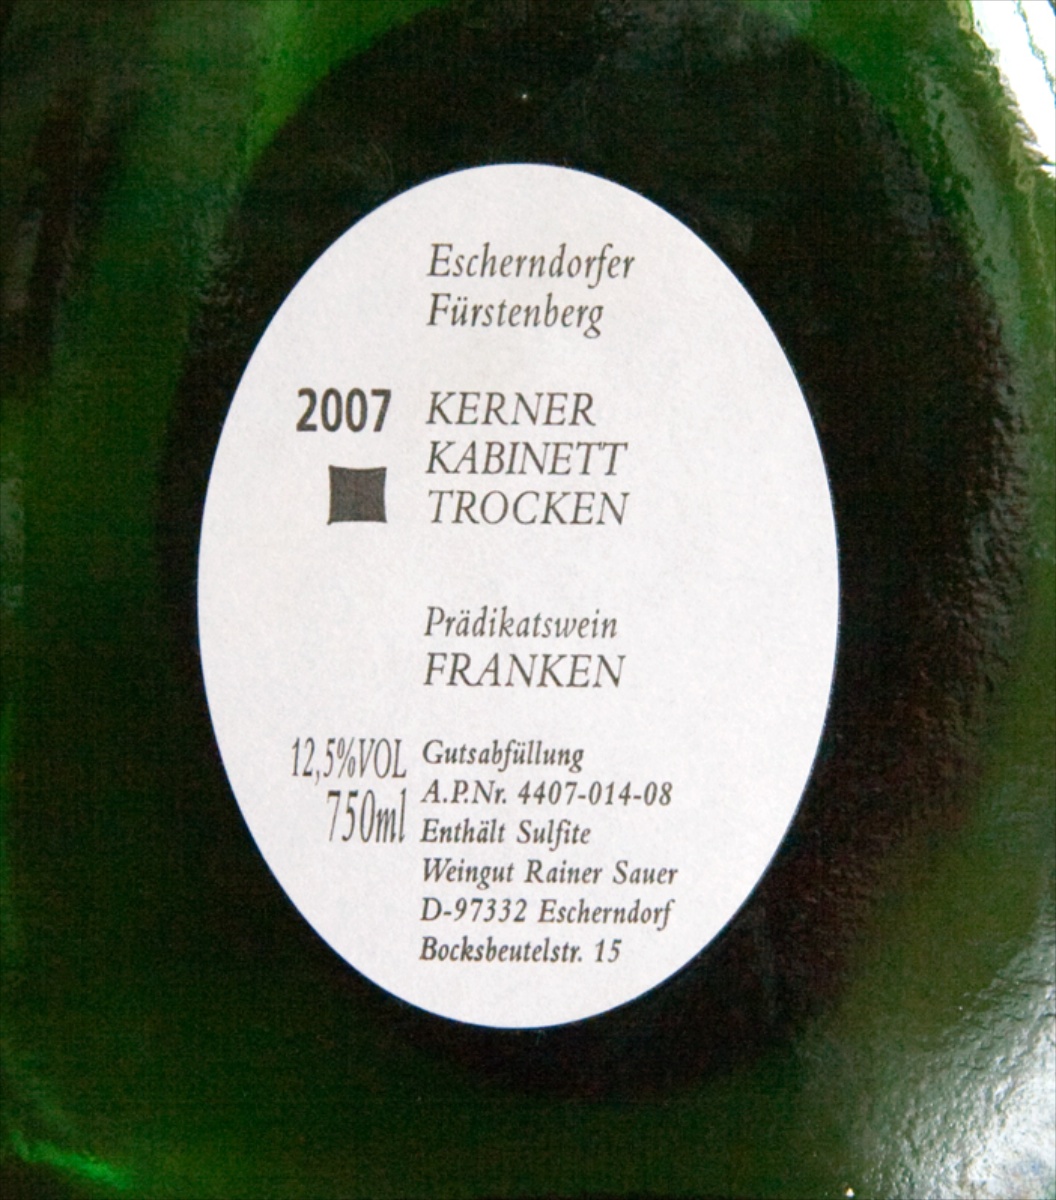 Escherndorfer
Fürstenberg
2007 KERNER
KABINETT
TROCKEN
Prädikatswein
FRANKEN
12,5%VOL Gutsabfüllung
750ml A.P.Nr. 4407-014-08
Enthält Sulfite
Weingut Rainer Sauer
D-97332 Escherndorf
Bocksbeutelstr. 15